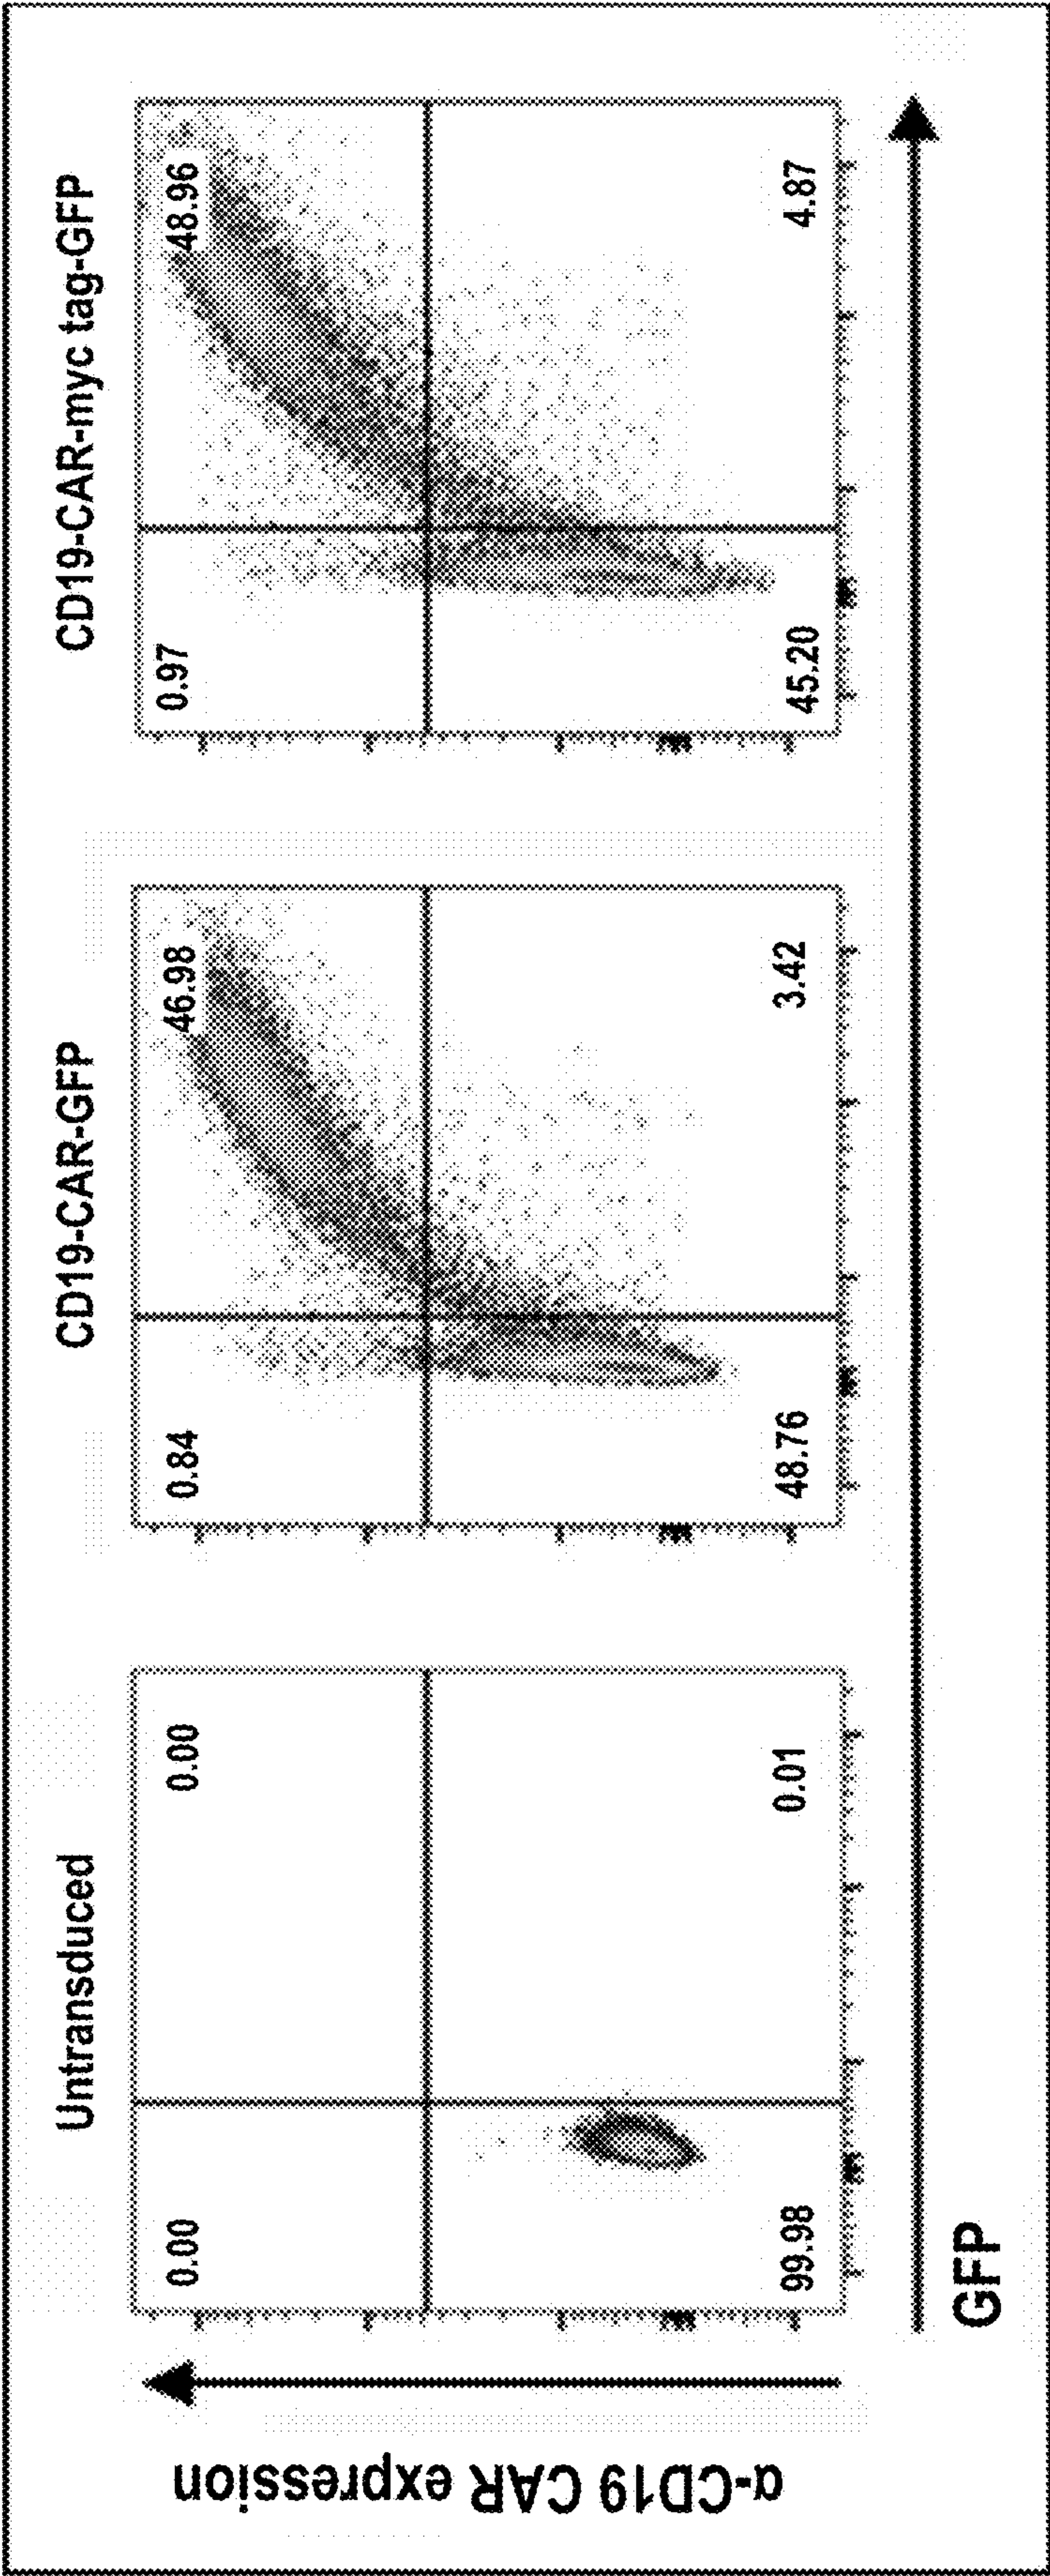 Untransduced
CD19-CAR-GFP
CD19-CAR-myc tag-GFP
α-CD19 CAR expression
0.00
0.00
99.98
0.01
0.84
46.98
48.76
3.42
0.97
48.96
45.20
4.87
GFP